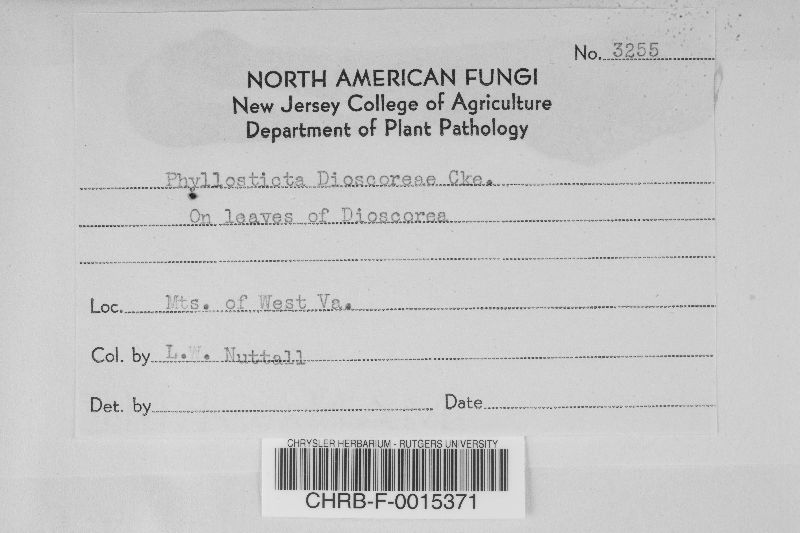 No. 3255
NORTH AMERICAN FUNGI
New Jersey College of Agriculture
Department of Plant Pathology
Phyllosticta Dioscoreae Cke.
On leaves of Dioscorea
Loc. Mts. of West Va.
Col. by L.W. Nuttall
Det. by Date
CHRYSLER HERBARIUM - RUTGERS UNIVERSITY
CHRB-F-0015371